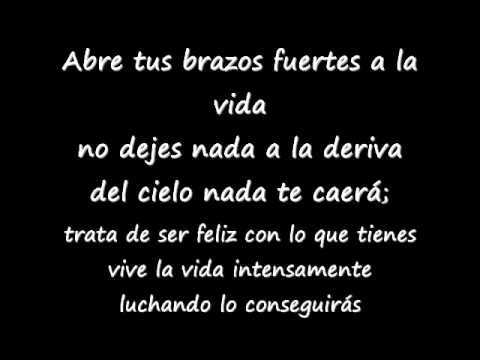 Abre tus brazos fuertes a la
vida
no dejes nada a la deriva
del cielo nada te caerá;
trata de ser feliz con lo que tienes
vive la vida intensamente
luchando lo conseguirás